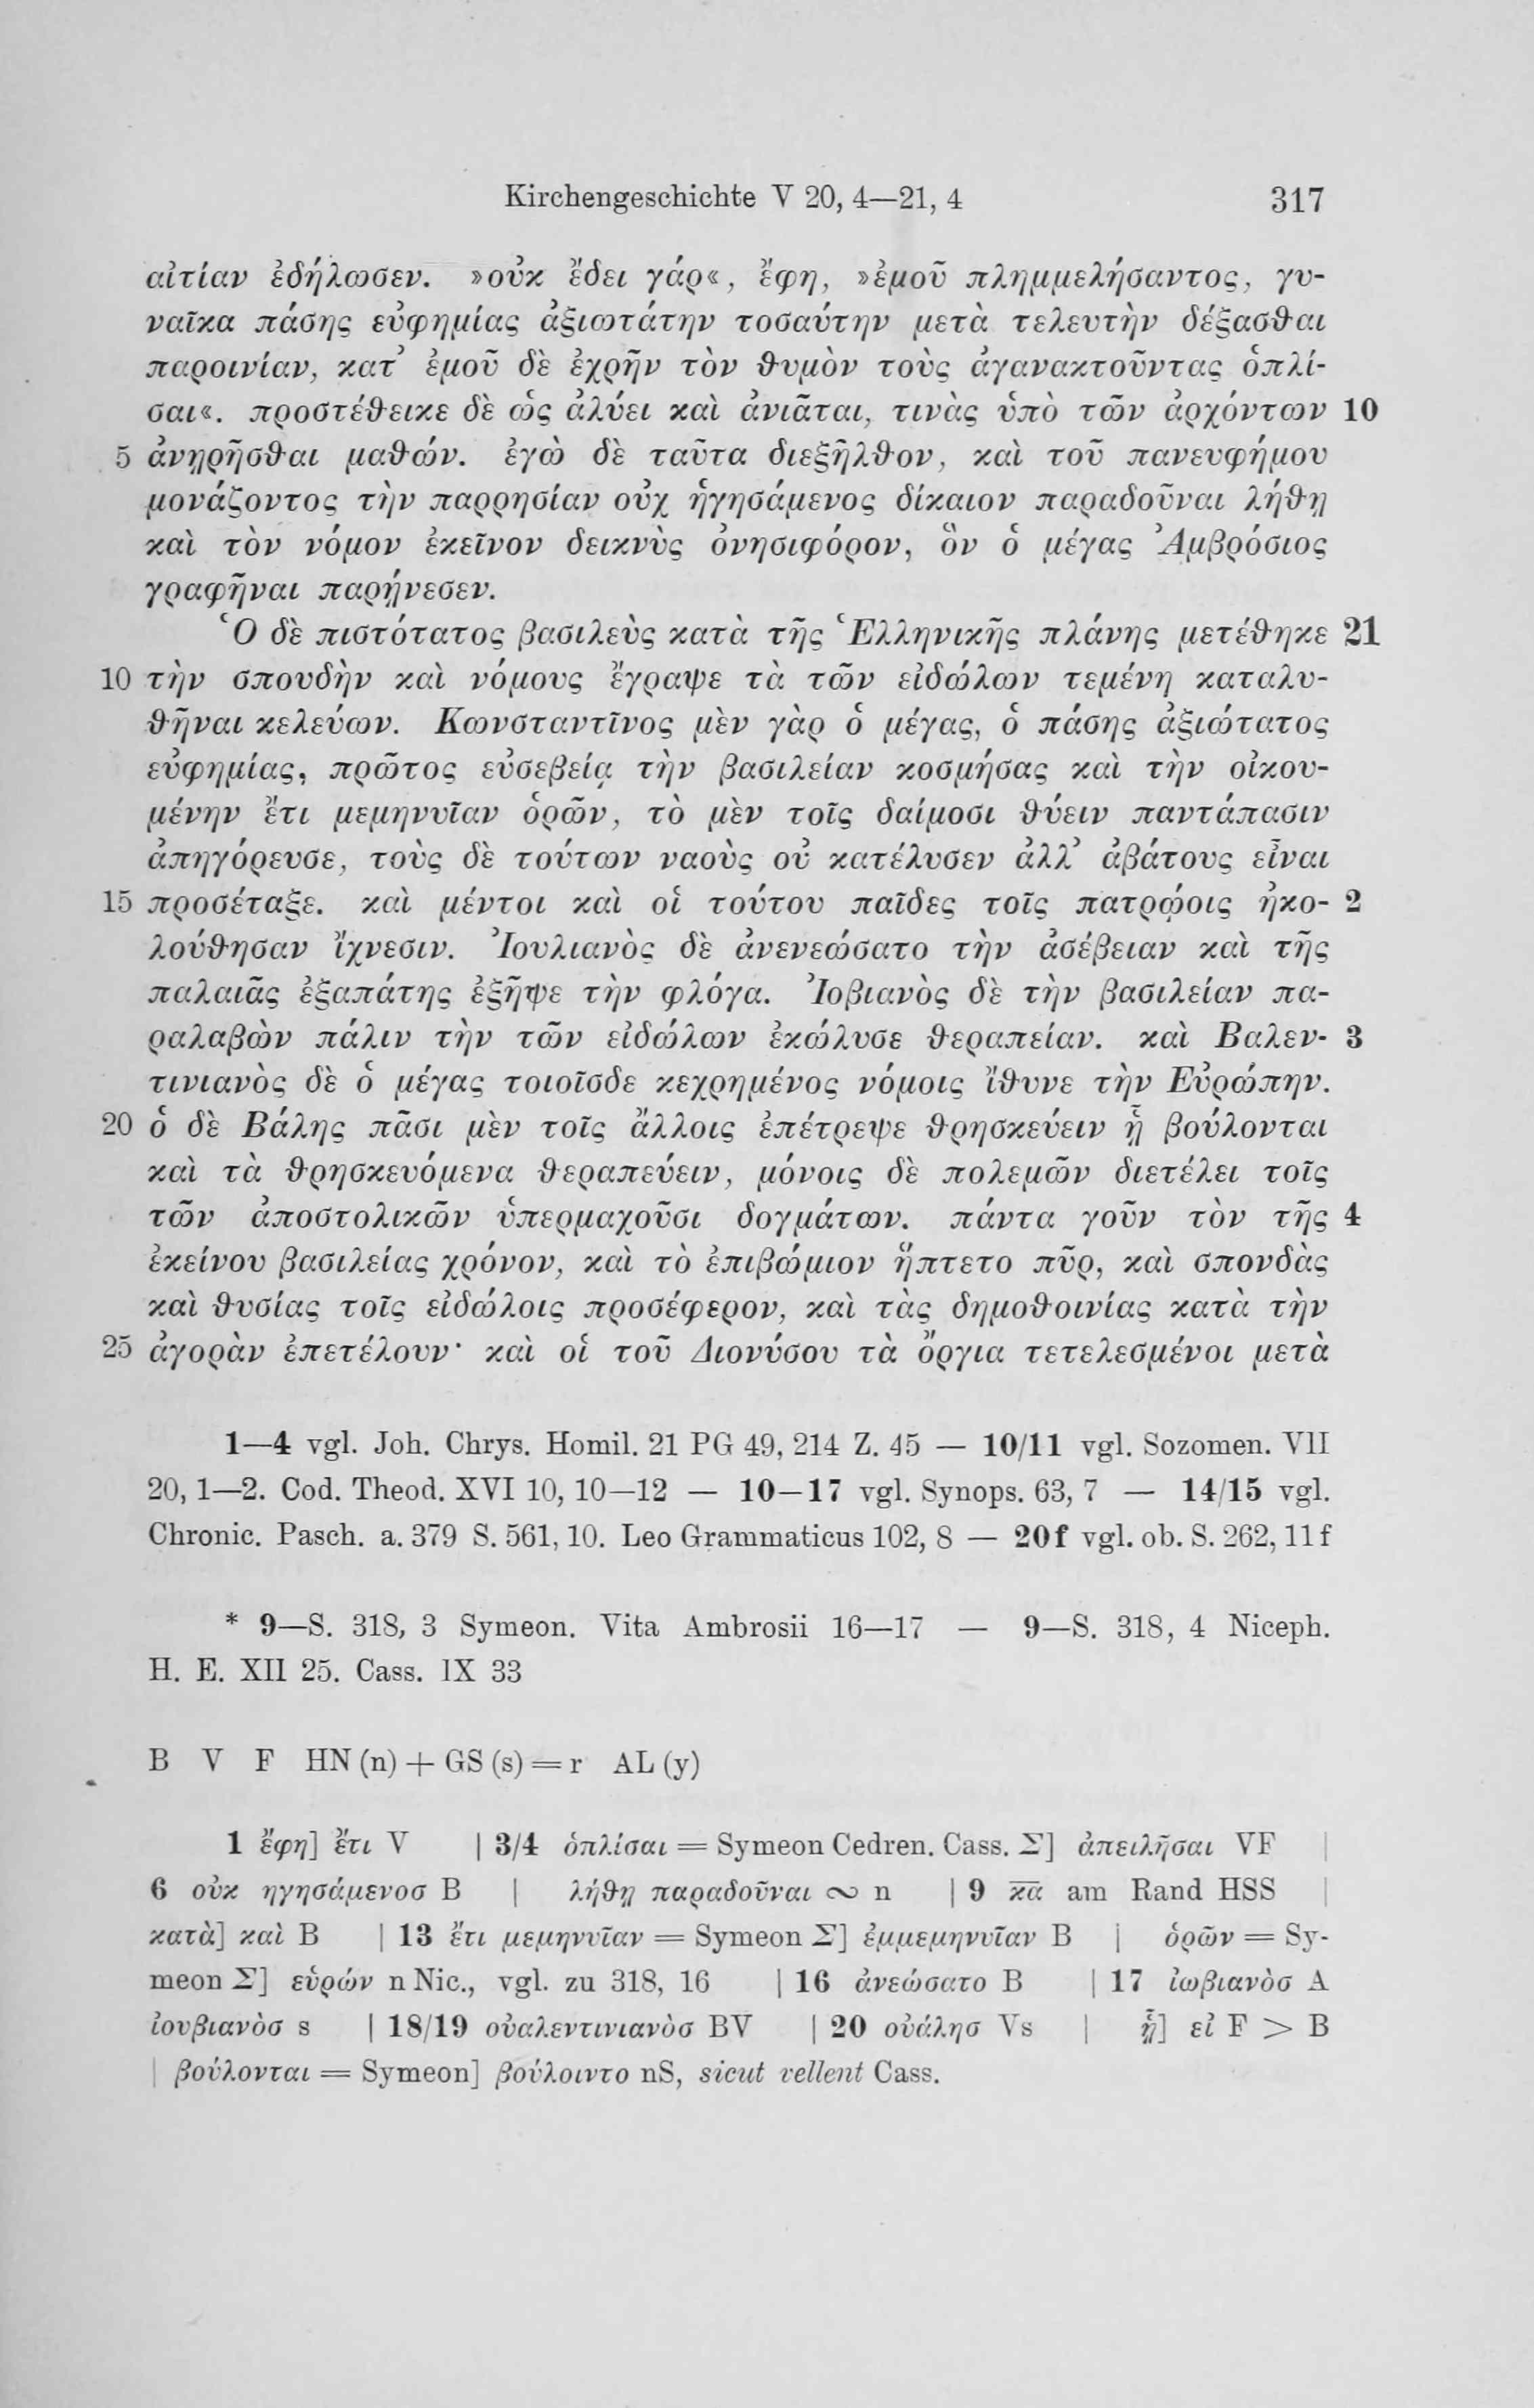 Kirchengeschichte V 20, 4—21, 4 317
αἰτίαν ἐδήλωσεν. »οὐκ ἔδει γάρ«, ἔφη, »ἐμοῦ πλημμελήσαντος, γυ-
ναῖκα πάσης εὐφημίας ἀξιωτάτην τοσαύτην μετὰ τελευτὴν δέξασθαι
παροινίαν, κατ’ ἐμοῦ δὲ ἐχρῆν τὸν θυμὸν τοὺς ἀγανακτοῦντας ὁπλί-
σαι«. προστέθεικε δὲ ὡς ἀλύει καὶ ἀνιᾶται, τινὰς ὑπὸ τῶν ἀρχόντων 10
5 ἀνῃρῆσθαι μαθών. ἐγὼ δὲ ταῦτα διεξῆλθον, καὶ τοῦ πανευφήμου
μονάζοντος τὴν παρρησίαν οὐχ ἡγησάμενος δίκαιον παραδοῦναι λήθῃ
καὶ τὸν νόμον ἐκεῖνον δεικνὺς ὀνησιφόρον, ὃν ὁ μέγας Ἀμβρόσιος
γραφῆναι παρῄνεσεν.
Ὁ δὲ πιστότατος βασιλεὺς κατὰ τῆς Ἑλληνικῆς πλάνης μετέθηκε 21
10 τὴν σπουδὴν καὶ νόμους ἔγραψε τὰ τῶν εἰδώλων τεμένη καταλυ-
θῆναι κελεύων. Κωνσταντῖνος μὲν γὰρ ὁ μέγας, ὁ πάσης ἀξιώτατος
εὐφημίας, πρῶτος εὐσεβείᾳ τὴν βασιλείαν κοσμήσας καὶ τὴν οἰκου-
μένην ἔτι μεμηνυῖαν ὁρῶν, τὸ μὲν τοῖς δαίμοσι θύειν παντάπασιν
ἀπηγόρευσε, τοὺς δὲ τούτων ναοὺς οὐ κατέλυσεν ἀλλ’ ἀβάτους εἶναι
15 προσέταξε. καὶ μέντοι καὶ οἱ τούτου παῖδες τοῖς πατρῴοις ἠκο- 2
λούθησαν ἴχνεσιν. Ἰουλιανὸς δὲ ἀνενεώσατο τὴν ἀσέβειαν καὶ τῆς
παλαιᾶς ἐξαπάτης ἐξῆψε τὴν φλόγα. Ἰοβιανὸς δὲ τὴν βασιλείαν πα-
ραλαβὼν πάλιν τὴν τῶν εἰδώλων ἐκώλυσε θεραπείαν. καὶ Βαλεν- 3
τινιανὸς δὲ ὁ μέγας τοιοῖσδε κεχρημένος νόμοις ἴθυνε τὴν Εὐρώπην.
20 ὁ δὲ Βάλης πᾶσι μὲν τοῖς ἄλλοις ἐπέτρεψε θρησκεύειν ᾗ βούλονται
καὶ τὰ θρησκευόμενα θεραπεύειν, μόνοις δὲ πολεμῶν διετέλει τοῖς
τῶν ἀποστολικῶν ὑπερμαχοῦσι δογμάτων. πάντα γοῦν τὸν τῆς 4
ἐκείνου βασιλείας χρόνον, καὶ τὸ ἐπιβώμιον ἥπτετο πῦρ, καὶ σπονδὰς
καὶ θυσίας τοῖς εἰδώλοις προσέφερον, καὶ τὰς δημοθοινίας κατὰ τὴν
25 ἀγορὰν ἐπετέλουν· καὶ οἱ τοῦ Διονύσου τὰ ὄργια τετελεσμένοι μετὰ
1—4 vgl. Joh. Chrys. Homil. 21 PG 49, 214 Z. 45 — 10/11 vgl. Sozomen. VII
20, 1—2. Cod. Theod. XVI 10, 10—12 — 10—17 vgl. Synops. 63, 7 — 14/15 vgl.
Chronic. Pasch. a. 379 S. 561, 10. Leo Grammaticus 102, 8 — 20f vgl. ob. S. 262, 11f
* 9—S. 318, 3 Symeon. Vita Ambrosii 16—17 — 9—S. 318, 4 Niceph.
H. E. XII 25. Cass. IX 33
B V F HN (n) + GS (s) = r AL (y)
1 ἔφη] ἔτι V | 3/4 ὁπλίσαι = Symeon Cedren. Cass. Σ] ἀπειλῆσαι VF |
6 οὐκ ηγησάμενοσ B | λήθῃ παραδοῦναι ∾ n | 9 κ̅α̅ am Rand HSS |
κατὰ] καὶ B | 13 ἔτι μεμηνυῖαν = Symeon Σ] ἐμμεμηνυῖαν B | ὁρῶν = Sy-
meon Σ] εὑρών n Nic., vgl. zu 318, 16 | 16 ἀνεώσατο B | 17 ἰωβιανὸσ A
ἰουβιανὸσ s | 18/19 οὐαλεντινιανὸσ BV | 20 οὐάλησ Vs | ᾗ] εἰ F > B
| βούλονται = Symeon] βούλοιντο nS, sicut vellent Cass.